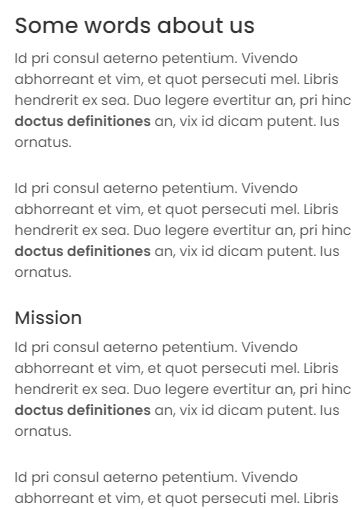 Some words about us
Id pri consul aeterno petentium. Vivendo
abhorreant et vim, et quot persecuti mel. Libris
hendrerit ex sea. Duo legere evertitur an, pri hinc
doctus definitiones an, vix id dicam putent. Ius
ornatus.
Id pri consul aeterno petentium. Vivendo
abhorreant et vim, et quot persecuti mel. Libris
hendrerit ex sea. Duo legere evertitur an, pri hinc
doctus definitiones an, vix id dicam putent. Ius
ornatus.
Mission
Id pri consul aeterno petentium. Vivendo
abhorreant et vim, et quot persecuti mel. Libris
hendrerit ex sea. Duo legere evertitur an, pri hinc
doctus definitiones an, vix id dicam putent. Ius
ornatus.
Id pri consul aeterno petentium. Vivendo
abhorreant et vim, et quot persecuti mel. Libris